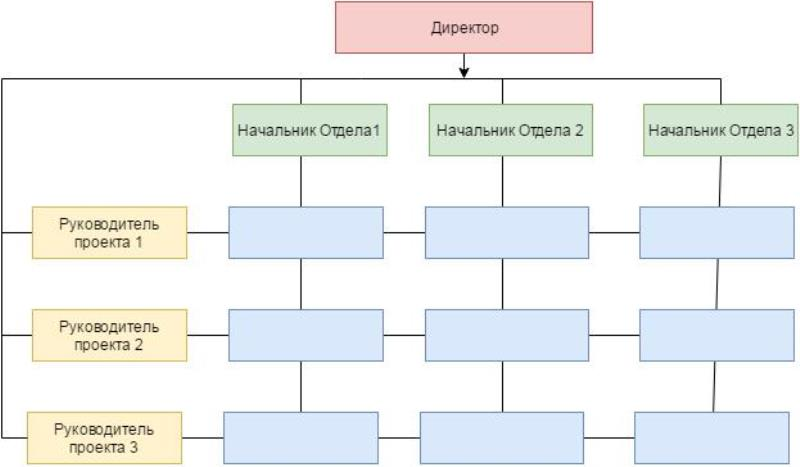 Директор
Начальник Отдела1
Начальник Отдела 2
Начальник Отдела 3
Руководитель
проекта 1
Руководитель
проекта 2
Руководитель
проекта 3